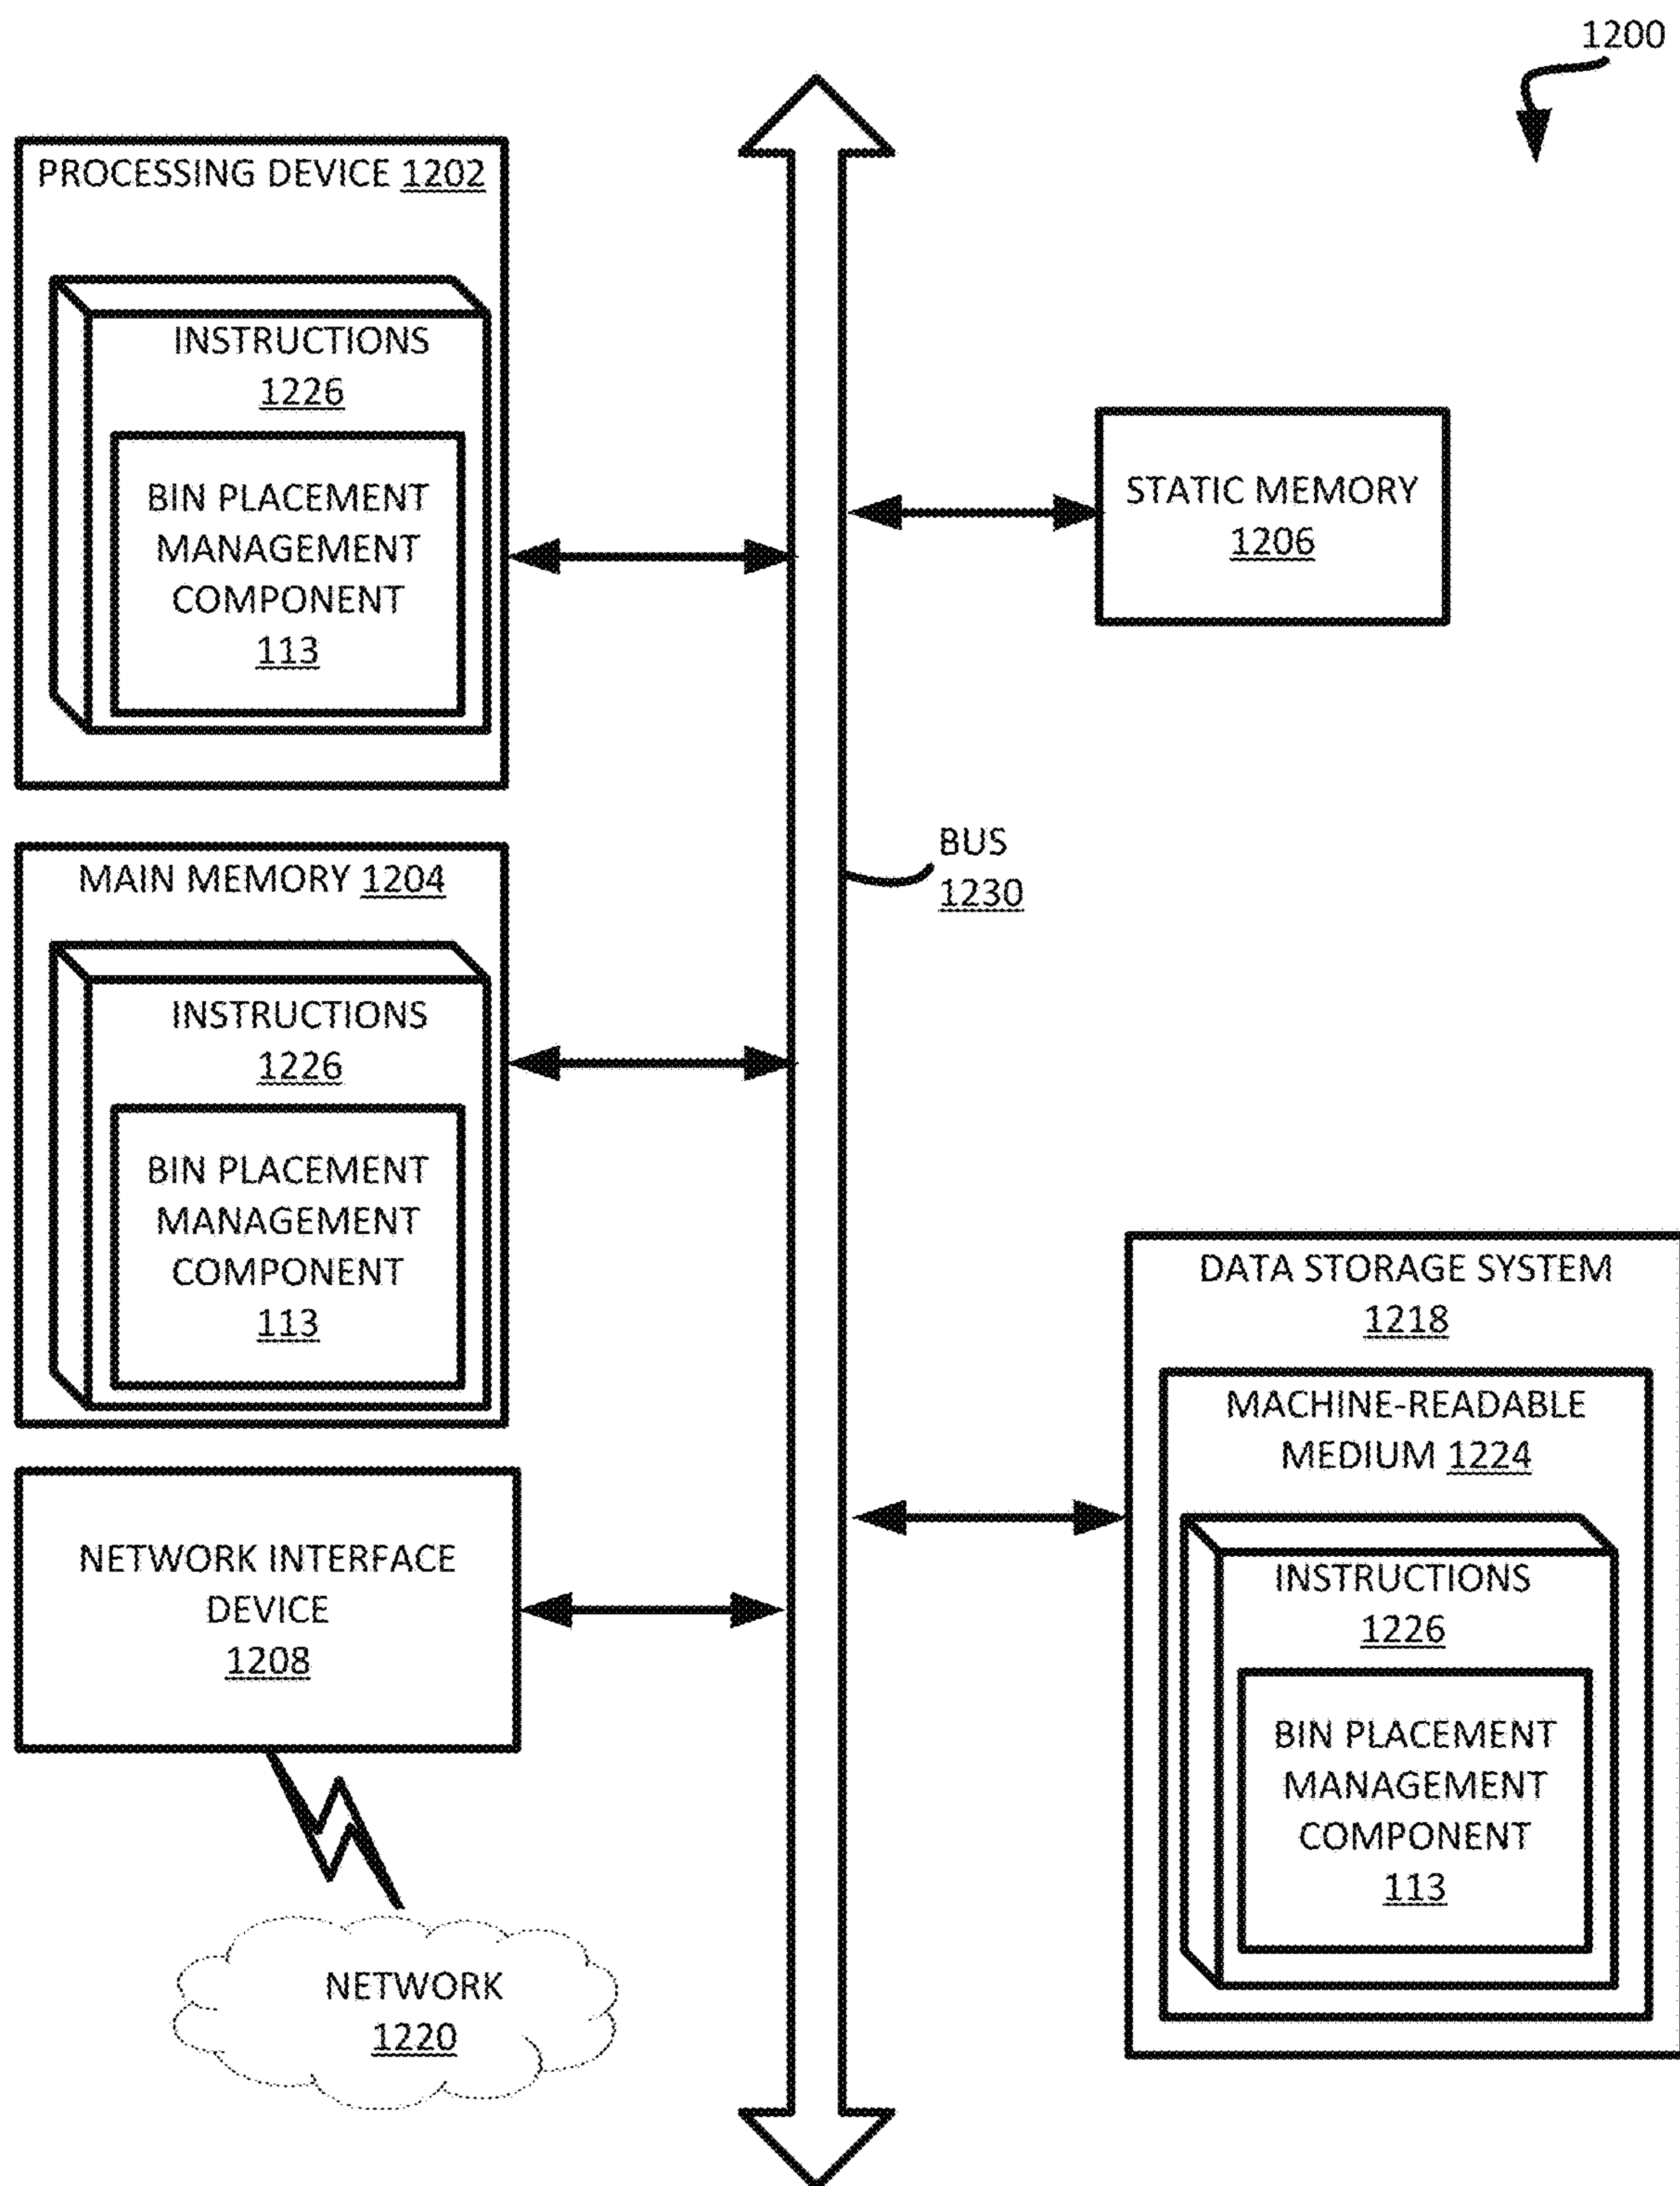 1200
PROCESSING DEVICE 1202
INSTRUCTIONS
1226
BIN PLACEMENT
MANAGEMENT
COMPONENT
113
STATIC MEMORY
1206
BUS
1230
MAIN MEMORY 1204
INSTRUCTIONS
1226
BIN PLACEMENT
MANAGEMENT
COMPONENT
113
DATA STORAGE SYSTEM
1218
MACHINE-READABLE
MEDIUM 1224
INSTRUCTIONS
1226
BIN PLACEMENT
MANAGEMENT
COMPONENT
113
NETWORK INTERFACE
DEVICE
1208
NETWORK
1220